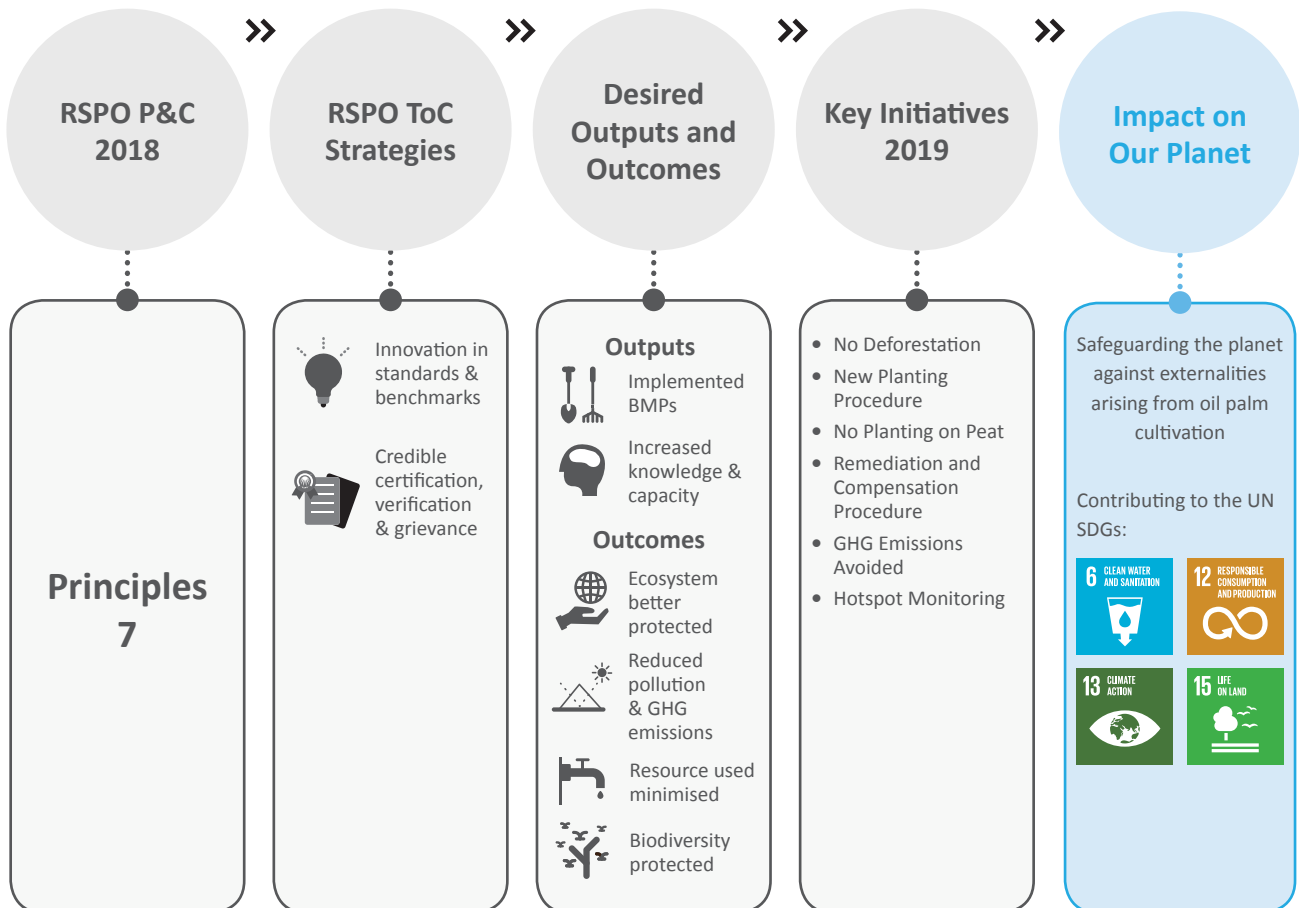 RSPO P&C
2018
RSPO ToC
Strategies
Desired
Outputs and
Outcomes
Key Initiatives
2019
Impact on
Our Planet
Principles
7
Innovation in
standards &
benchmarks
Credible
certification,
verification
& grievance
Outputs
Implemented
BMPs
Increased
knowledge &
capacity
Outcomes
Ecosystem
better
protected
Reduced
pollution
& GHG
emissions
Resource used
minimised
Biodiversity
protected
• No Deforestation
• New Planting
Procedure
• No Planting on Peat
• Remediation and
Compensation
Procedure
• GHG Emissions
Avoided
• Hotspot Monitoring
Safeguarding the planet
against externalities
arising from oil palm
cultivation
Contributing to the UN
SDGs:
6 CLEAN WATER
AND SANITATION
12 RESPONSIBLE
CONSUMPTION
AND PRODUCTION
13 CLIMATE
ACTION
15 LIFE
ON LAND